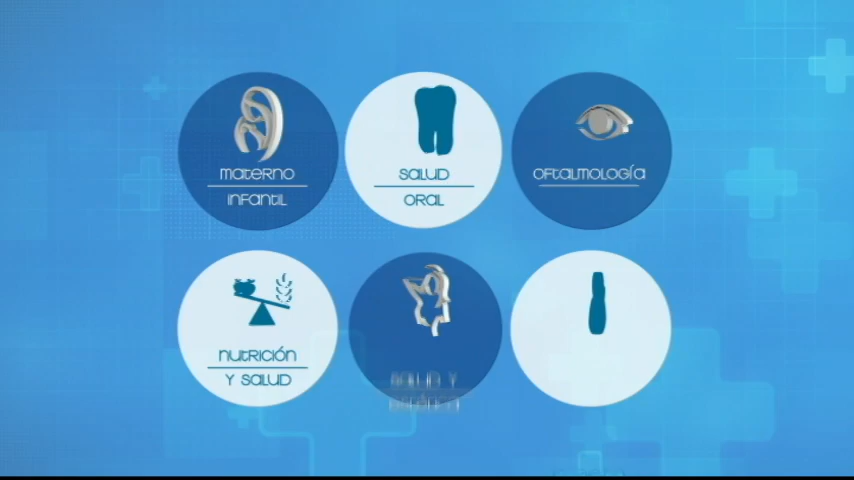 MATERNO
INFANTIL
SALUD
ORAL
OFTALMOLOGÍA
NUTRICIÓN
Y SALUD